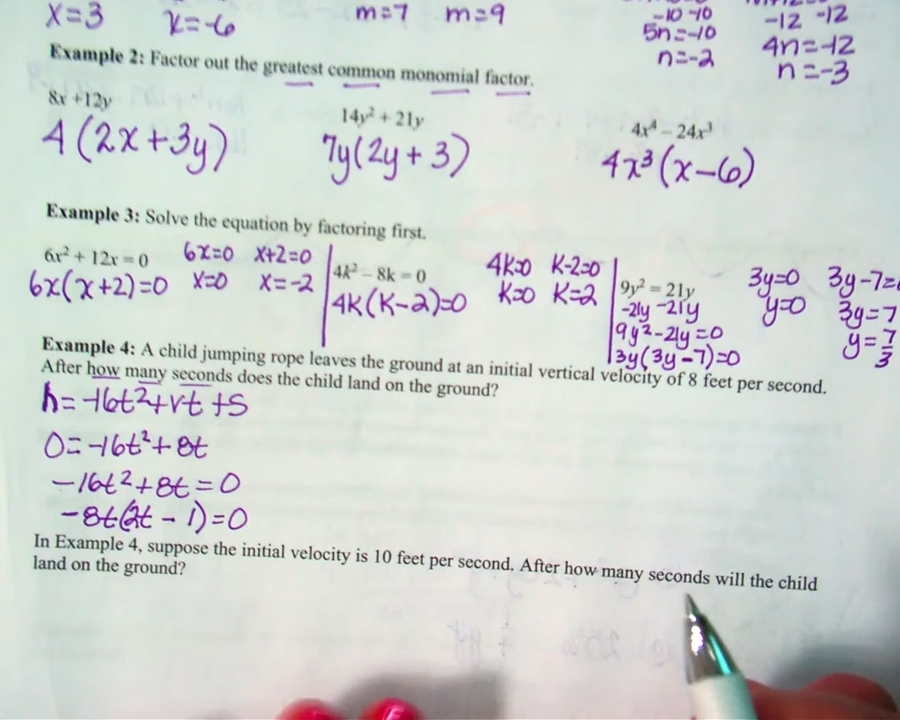 x=3 x=-6 m=7 m=9 -10 -10 -12 -12
5n=-10 4n=-12
n=-2 n=-3
Example 2: Factor out the greatest common monomial factor.
8x +12y 14y² + 21y 4x⁴ – 24x³
4(2x+3y) 7y(2y+3) 4x³(x-6)
Example 3: Solve the equation by factoring first.
6x² + 12x = 0 6x=0 x+2=0
6x(x+2)=0 x=0 x=-2
4k² – 8k = 0 4k=0 k-2=0
4k(k-2)=0 k=0 k=2
9y² = 21y 3y=0 3y-7=
-21y -21y y=0 3y=7
9y²-21y=0 y=7/3
3y(3y-7)=0
Example 4: A child jumping rope leaves the ground at an initial vertical velocity of 8 feet per second.
After how many seconds does the child land on the ground?
h=-16t²+vt+s
0=-16t²+8t
-16t²+8t=0
-8t(2t-1)=0
In Example 4, suppose the initial velocity is 10 feet per second. After how many seconds will the child
land on the ground?